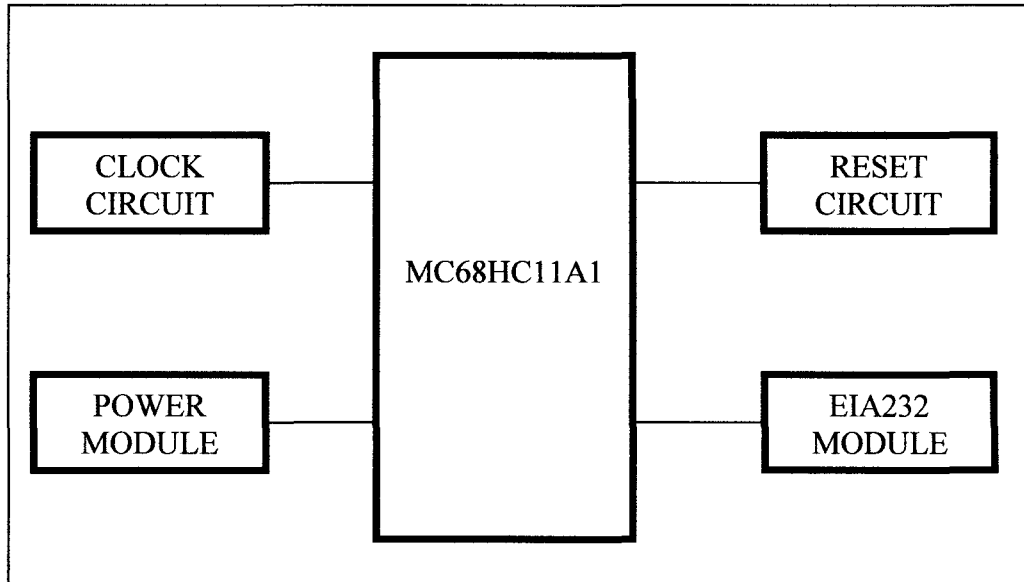 CLOCK
CIRCUIT
RESET
CIRCUIT
MC68HC11A1
POWER
MODULE
EIA232
MODULE